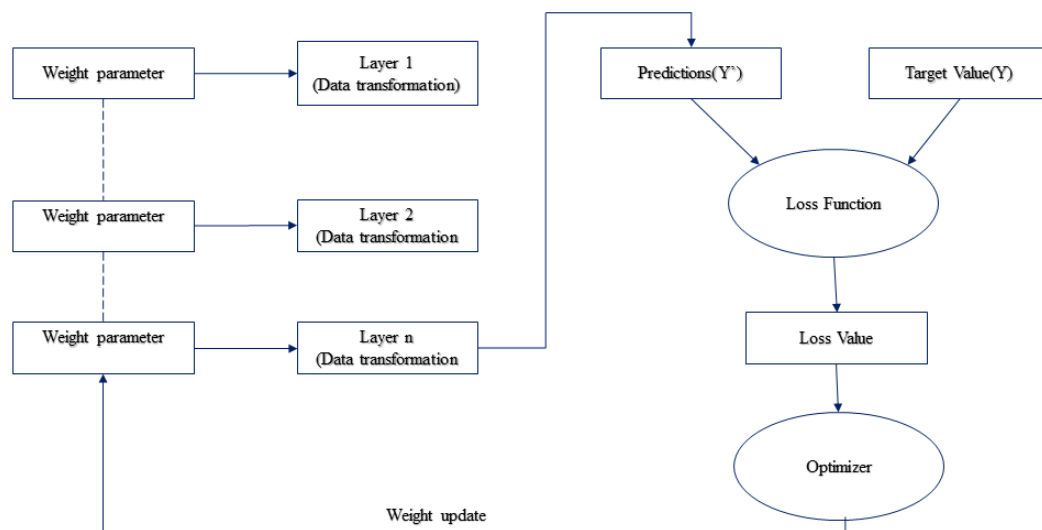 Weight parameter
Layer 1
(Data transformation)
Predictions(Y`)
Target Value(Y)
Weight parameter
Layer 2
(Data transformation
Loss Function
Weight parameter
Layer n
(Data transformation
Loss Value
Optimizer
Weight update